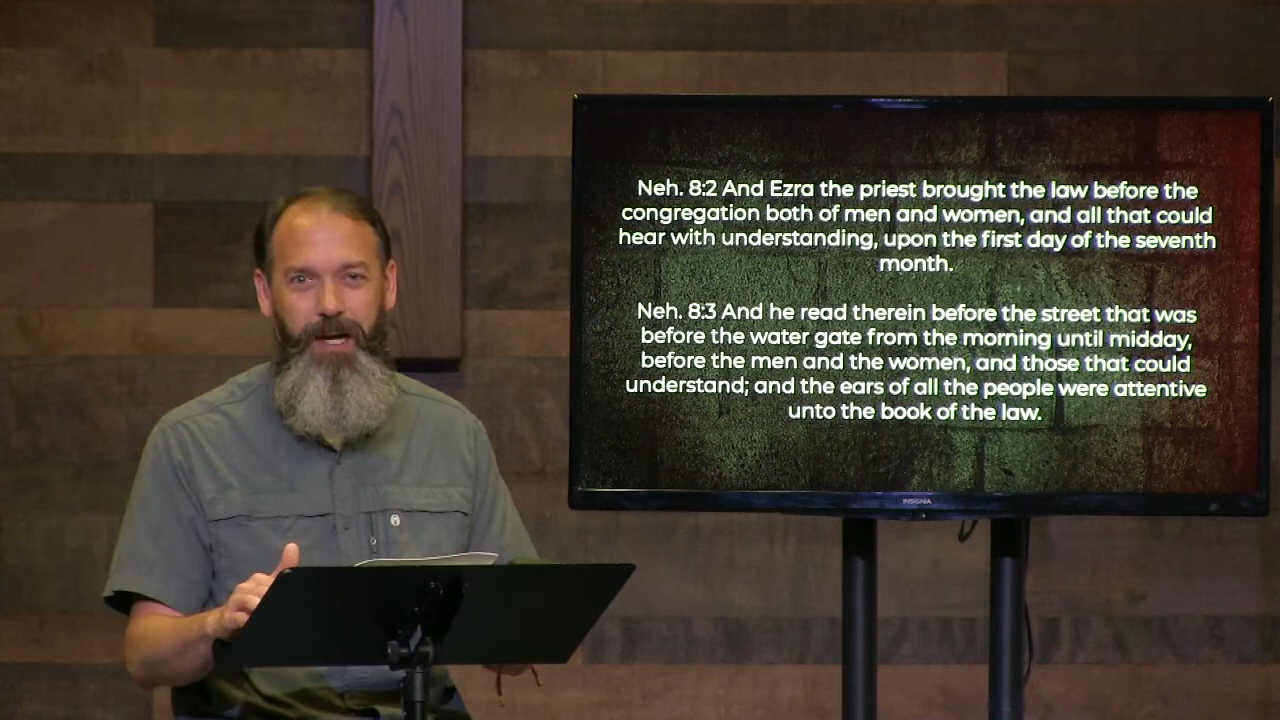 Neh. 8:2 And Ezra the priest brought the law before the
congregation both of men and women, and all that could
hear with understanding, upon the first day of the seventh
month.
Neh. 8:3 And he read therein before the street that was
before the water gate from the morning until midday,
before the men and the women, and those that could
understand; and the ears of all the people were attentive
unto the book of the law.
INSIGNIA